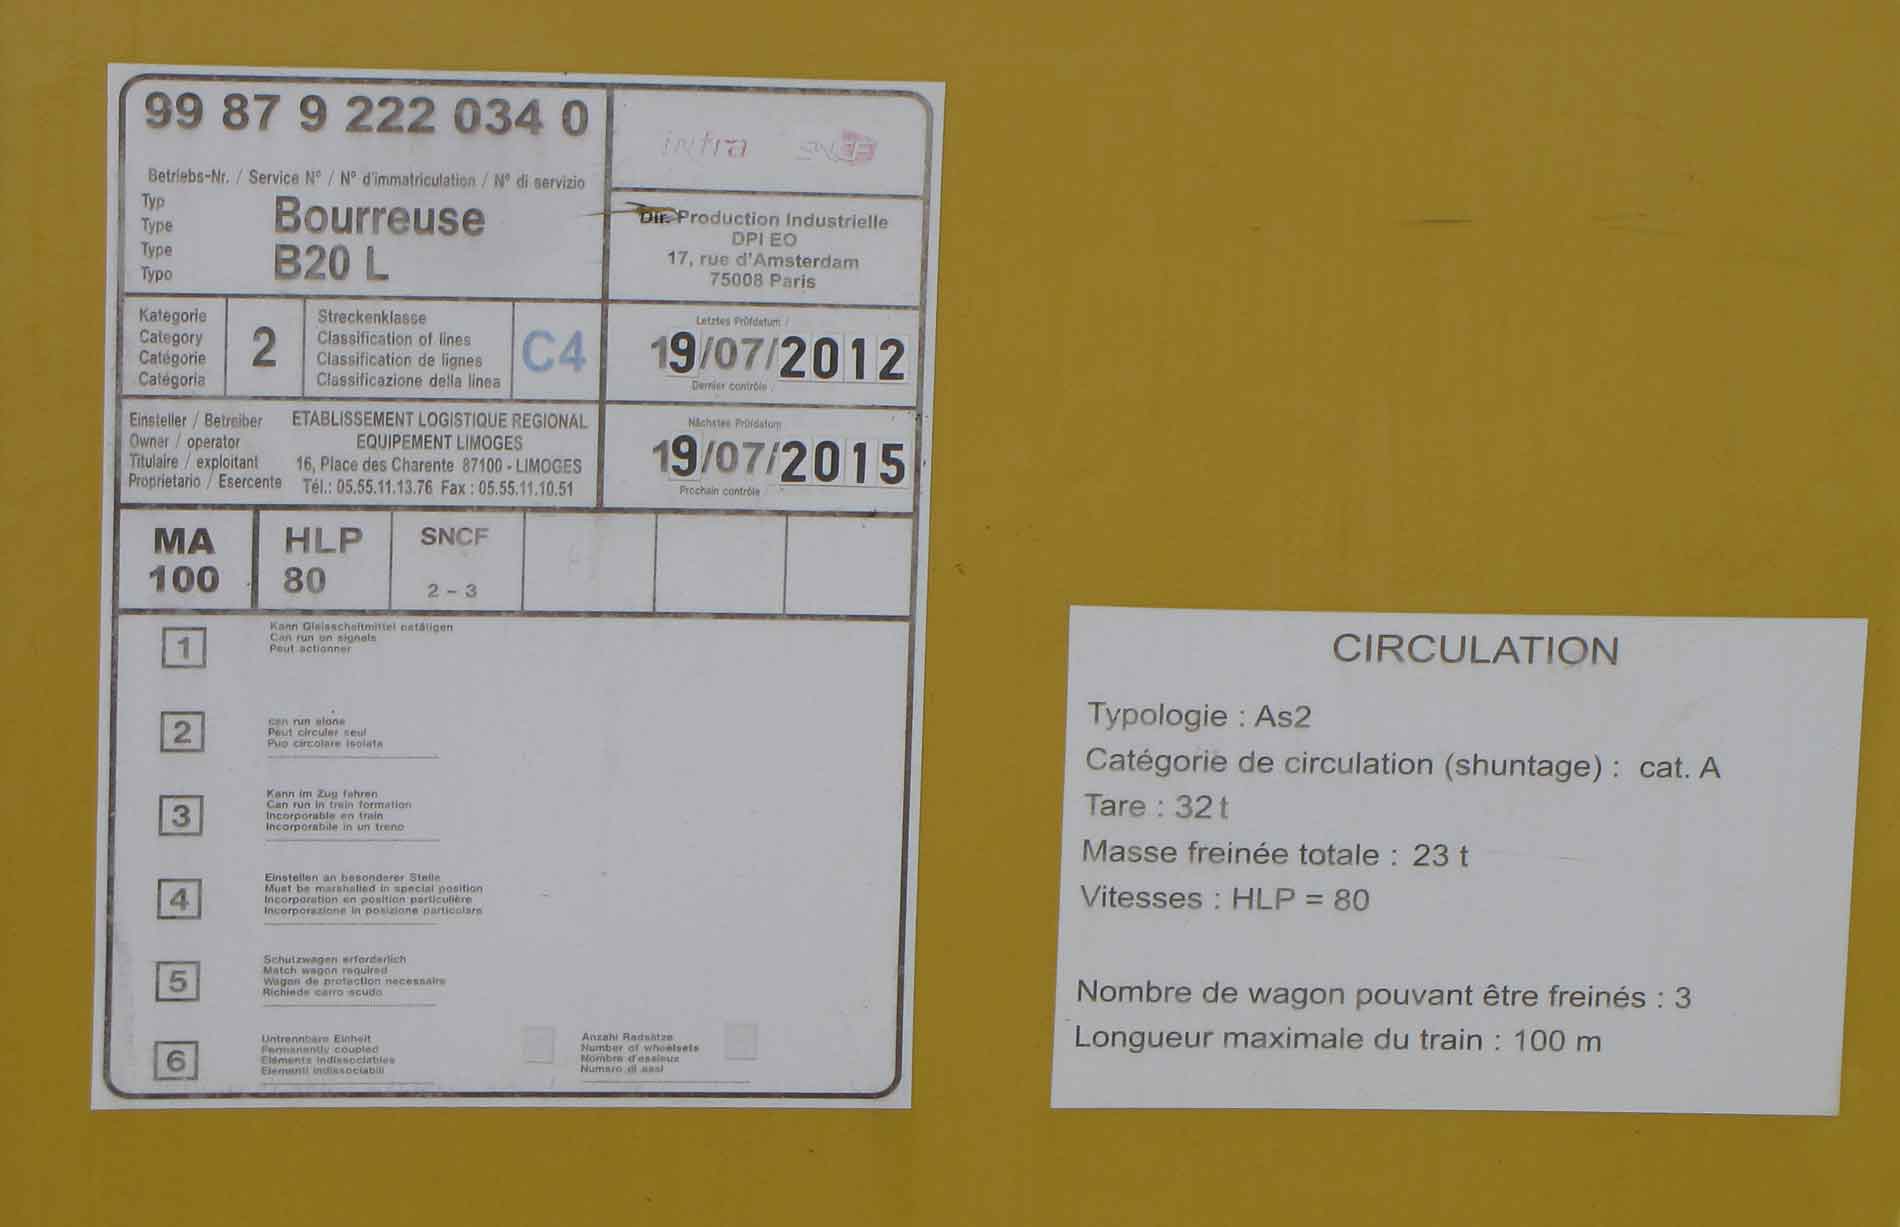 99 87 9 222 034 0
Betriebs-Nr. / Service N° / N° d'immatriculation / N° di servizio
Typ
Type
Type
Typo
Bourreuse
B20 L
intra SNCF
Dir. Production Industrielle
DPI EO
17, rue d'Amsterdam
75008 Paris
Kategorie
Category
Catégorie
Catégoria
2
Streckenklasse
Classification of lines
Classification de lignes
Classificazione della linea
C4
Letztes Prüfdatum /
19/07/2012
Dernier contrôle /
Einsteller / Betreiber
Owner / operator
Titulaire / exploitant
Proprietario / Esercente
ETABLISSEMENT LOGISTIQUE REGIONAL
EQUIPEMENT LIMOGES
16, Place des Charente 87100 - LIMOGES
Tél.: 05.55.11.13.76 Fax : 05.55.11.10.51
Nächstes Prüfdatum
19/07/2015
Prochain contrôle
MA
100
HLP
80
SNCF
2 - 3
1
Kann Gleisschaltmittel betätigen
Can run on signals
Peut actionner
2
can run alone
Peut circuler seul
Puo circolare isolata
3
Kann im Zug fahren
Can run in train formation
Incorporable en train
Incorporabile in un treno
4
Einstellen an besonderer Stelle
Must be marshalled in special position
Incorporation en position particulière
Incorporazione in posizione particolare
5
Schutzwagen erforderlich
Match wagon required
Wagon de protection necessaire
Richiede carro scudo
6
Untrennbare Einheit
Permanently coupled
Eléments indissociables
Elementi indissociabili
Anzahl Radsätze
Number of wheelsets
Nombre d'essieux
Numero di assi
CIRCULATION
Typologie : As2
Catégorie de circulation (shuntage) : cat. A
Tare : 32 t
Masse freinée totale : 23 t
Vitesses : HLP = 80
Nombre de wagon pouvant être freinés : 3
Longueur maximale du train : 100 m